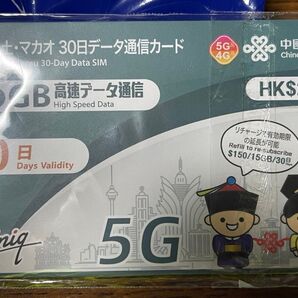 ナ・マカオ 30日データ通信カード
30-Day Data SIM
5G
4G
中国
China
GB 高速データ通信
High Speed Data
HK$
0 日
Days Validity
リチャージで有効期限
の延長が可能
Refill to re-subscribe
$150/15GB/30日
5G